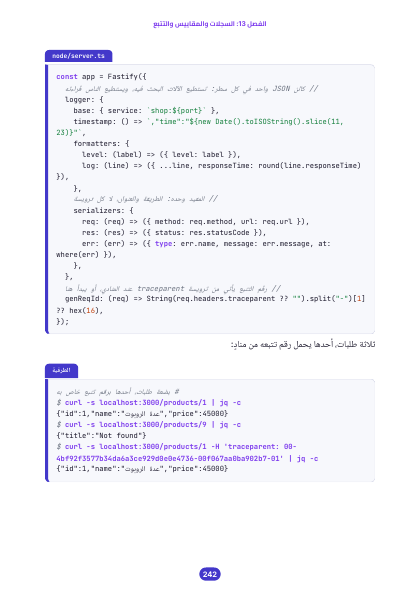 الفصل 13: السجلات والمقاييس والتتبع
node/server.ts
const app = Fastify({
// كائن JSON واحد في كل سطر: تستطيع الآلات البحث فيه، ويستطيع الناس قراءته
logger: {
base: { service: `shop:${port}` },
timestamp: () => `,"time":"${new Date().toISOString().slice(11,
23)}"`,
formatters: {
level: (label) => ({ level: label }),
log: (line) => ({ ...line, responseTime: round(line.responseTime)
}),
},
// المفيد وحده: الطريقة والعنوان، لا كل ترويسة
serializers: {
req: (req) => ({ method: req.method, url: req.url }),
res: (res) => ({ status: res.statusCode }),
err: (err) => ({ type: err.name, message: err.message, at:
where(err) }),
},
},
// رقم التتبع يأتي من ترويسة traceparent عند المنادي، أو يبدأ هنا
genReqId: (req) => String(req.headers.traceparent ?? "").split("-")[1]
?? hex(16),
});
ثلاثة طلبات، أحدها يحمل رقم تتبعه من منادٍ:
الطرفية
# بضعة طلبات، أحدها برقم تتبع خاص به
$ curl -s localhost:3000/products/1 | jq -c
{"id":1,"name":"عدة الروبوت","price":45000}
$ curl -s localhost:3000/products/9 | jq -c
{"title":"Not found"}
$ curl -s localhost:3000/products/1 -H 'traceparent: 00-
4bf92f3577b34da6a3ce929d0e0e4736-00f067aa0ba902b7-01' | jq -c
{"id":1,"name":"عدة الروبوت","price":45000}
242